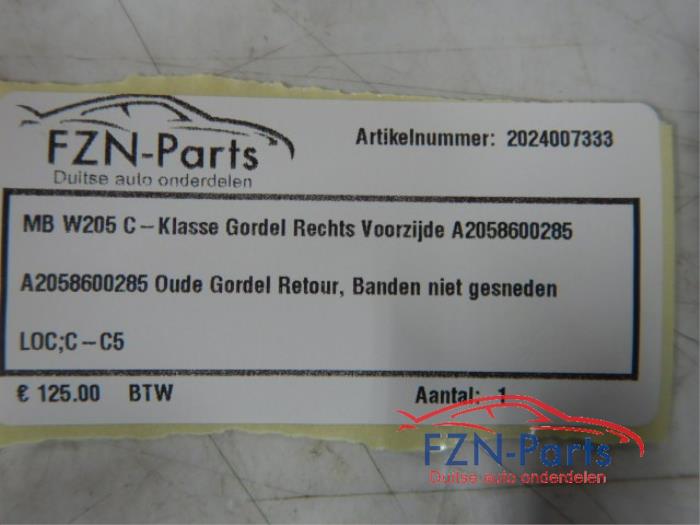 FZN-Parts
Duitse auto onderdelen
Artikelnummer: 2024007333
MB W205 C-Klasse Gordel Rechts Voorzijde A2058600285
A2058600285 Oude Gordel Retour, Banden niet gesneden
LOC;C-C5
€ 125.00 BTW Aantal: 1
FZN-Parts
Duitse auto onderdelen